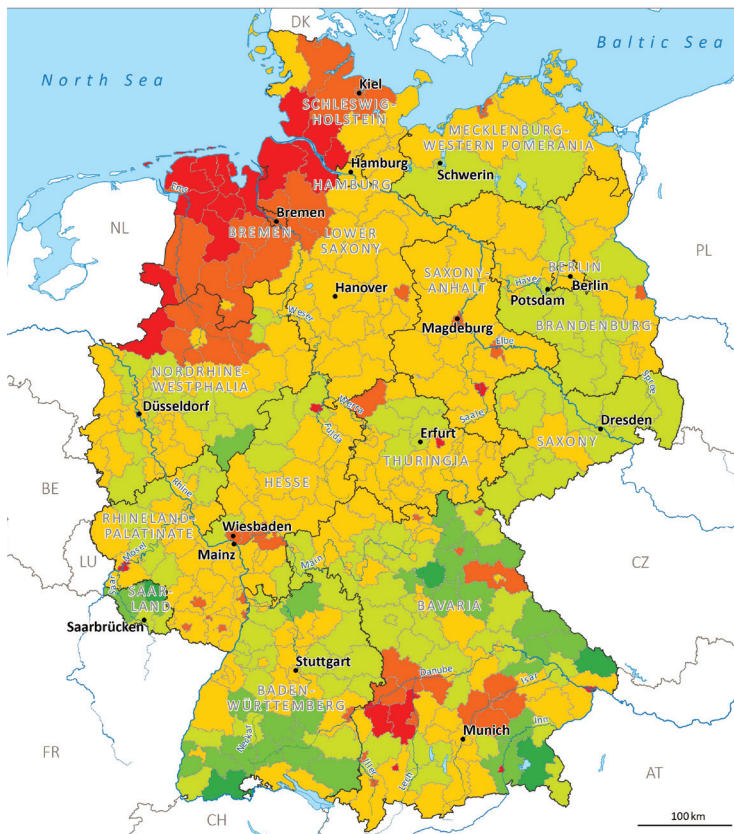 DK
Baltic Sea
North Sea
Kiel
SCHLESWIG-
HOLSTEIN
MECKLENBURG-
WESTERN POMERANIA
Hamburg
HAMBURG
Schwerin
Ems
NL
Bremen
BREMEN
LOWER
SAXONY
PL
SAXONY-
ANHALT
BERLIN
Berlin
Havel
Potsdam
Hanover
Weser
Magdeburg
BRANDENBURG
Elbe
NORDRHINE-
WESTPHALIA
Spree
Düsseldorf
Werra
Fulda
Saale
Dresden
Erfurt
SAXONY
THURINGIA
BE
HESSE
Rhine
RHINELAND
PALATINATE
Wiesbaden
Mainz
LU
Mosel
Main
CZ
Saar
SAAR-
LAND
BAVARIA
Saarbrücken
Stuttgart
Danube
Isar
BADEN-
WÜRTTEMBERG
Neckar
Munich
Inn
FR
Iller
Lech
AT
CH
100 km